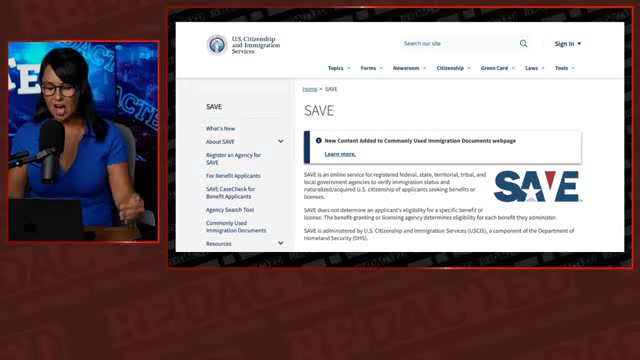 REDACTED
U.S. Citizenship
and Immigration
Services
Search our site
Sign in
Topics
Forms
Newsroom
Citizenship
Green Card
Laws
Tools
Home > SAVE
SAVE
What's New
About SAVE
Register an Agency for
SAVE
For Benefit Applicants
SAVE CaseCheck for
Benefit Applicants
Agency Search Tool
Commonly Used
Immigration Documents
Resources
SAVE
New Content Added to Commonly Used Immigration Documents webpage
Learn more.
SAVE is an online service for registered federal, state, territorial, tribal, and
local government agencies to verify immigration status and
naturalized/acquired U.S. citizenship of applicants seeking benefits or
licenses.
SAVE
SAVE does not determine an applicant's eligibility for a specific benefit or
license. The benefit granting or licensing agency determines eligibility for each benefit they administer.
SAVE is administered by U.S. Citizenship and Immigration Services (USCIS), a component of the Department of
Homeland Security (DHS).
REDACTED